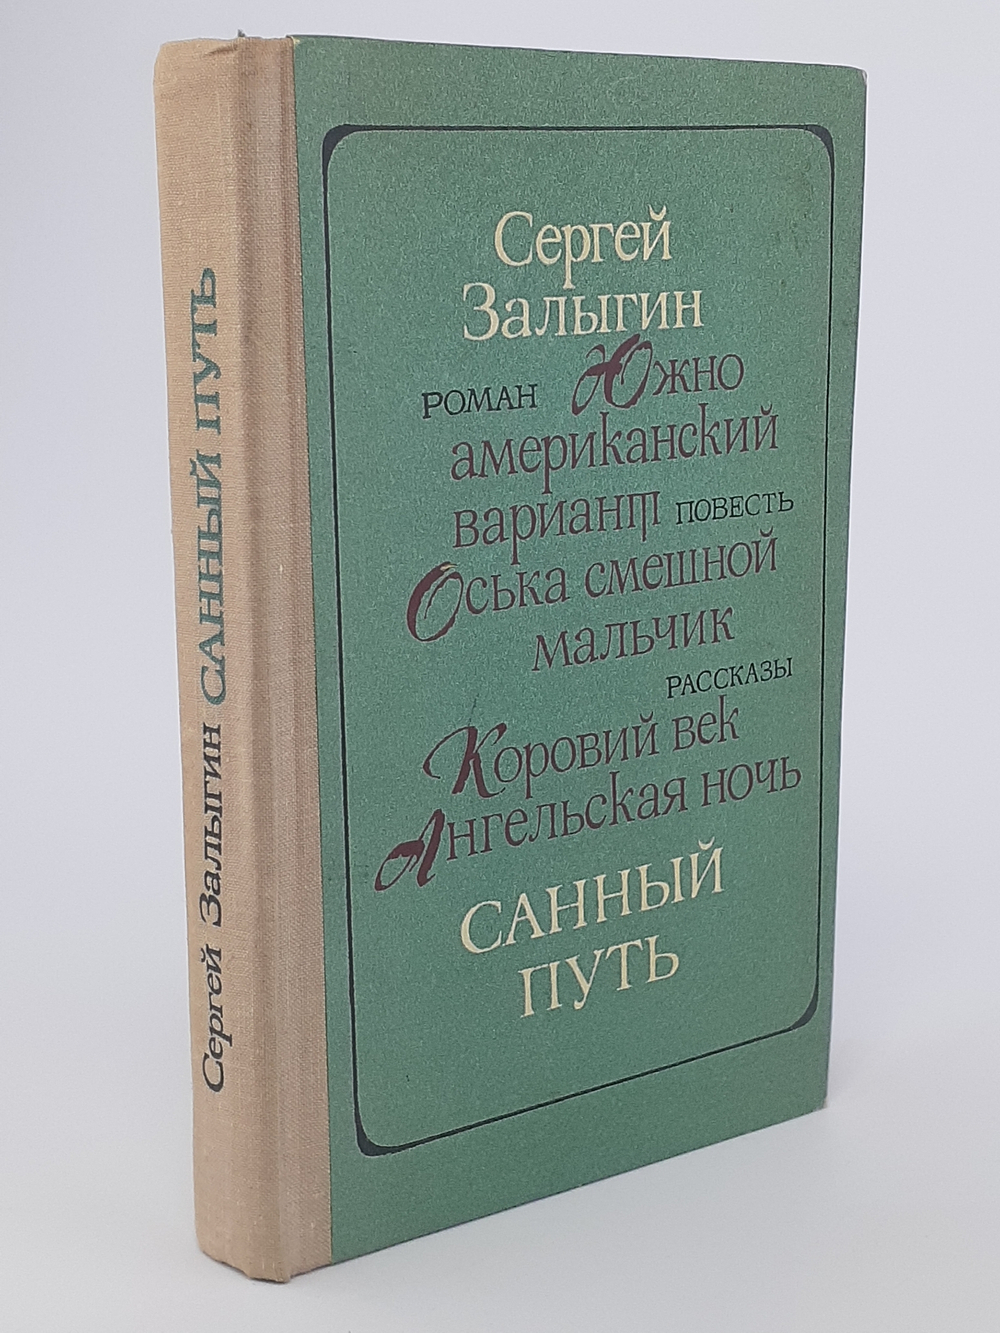 Сергей Залыгин САННЫЙ ПУТЬ
Сергей
Залыгин
РОМАН Южно
американский
вариант ПОВЕСТЬ
Оська смешной
мальчик
РАССКАЗЫ
Коровий век
Ангельская ночь
САННЫЙ
ПУТЬ